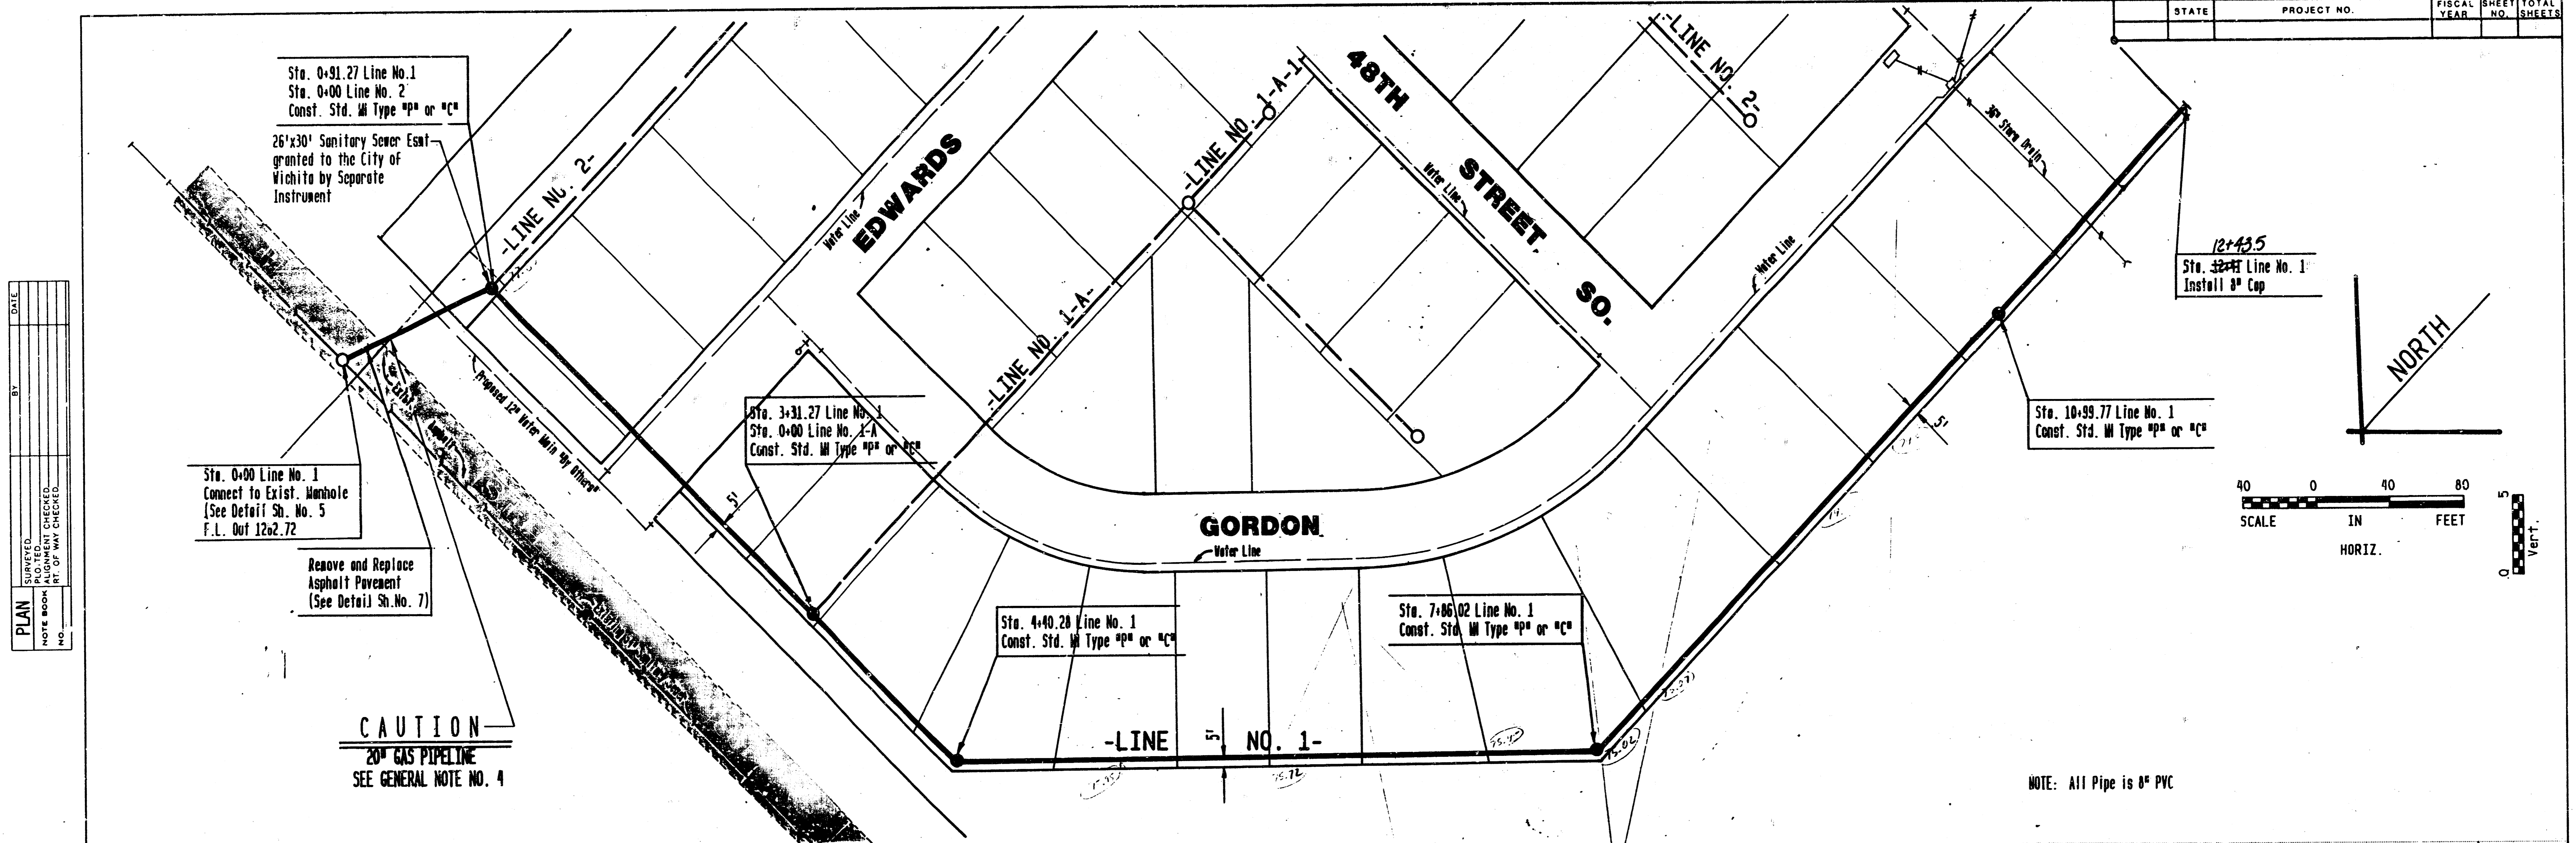 STATE
PROJECT NO.
FISCAL YEAR
SHEET NO.
TOTAL SHEETS
Sta. 0+91.27 Line No.1
Sta. 0+00 Line No. 2
Const. Std. MH Type "P" or "C"
26'x30' Sanitary Sewer Esmt
granted to the City of
Wichita by Separate
Instrument
-LINE NO. 2-
Water Line
EDWARDS
-LINE NO. 1-A-
-LINE NO. 1-A-1
48TH STREET SO.
Water Line
-LINE NO. 2-
Water Line
36" Storm Drain
12+43.5
Sta. 12+41 Line No. 1
Install 8" Cap
NORTH
Sta. 10+99.77 Line No. 1
Const. Std. MH Type "P" or "C"
5'
40 0 40 80
SCALE IN FEET
HORIZ.
5
0
Vert.
Proposed 12" Water Main "By Others"
Exist.
Asphalt
Sta. 3+31.27 Line No. 1
Sta. 0+00 Line No. 1-A
Const. Std. MH Type "P" or "C"
5'
Sta. 0+00 Line No. 1
Connect to Exist. Manhole
(See Detail Sh. No. 5
F.L. Out 1262.72
Remove and Replace
Asphalt Pavement
(See Detail Sh.No. 7)
GORDON
Water Line
Sta. 4+40.28 Line No. 1
Const. Std. MH Type "P" or "C"
Sta. 7+86.02 Line No. 1
Const. Std. MH Type "P" or "C"
CAUTION
20" GAS PIPELINE
SEE GENERAL NOTE NO. 4
-LINE NO. 1-
5'
75.72
75.02
NOTE: All Pipe is 8" PVC
PLAN
NOTE BOOK
NO.
SURVEYED
PLOTTED
ALIGNMENT CHECKED
RT. OF WAY CHECKED
BY
DATE